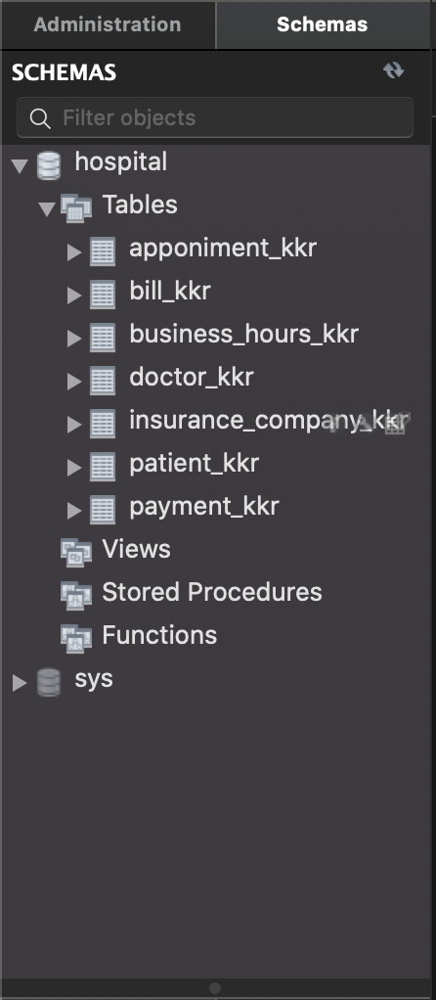 Administration
Schemas
SCHEMAS
Filter objects
hospital
Tables
apponiment_kkr
bill_kkr
business_hours_kkr
doctor_kkr
insurance_company_kkr
patient_kkr
payment_kkr
Views
Stored Procedures
Functions
sys